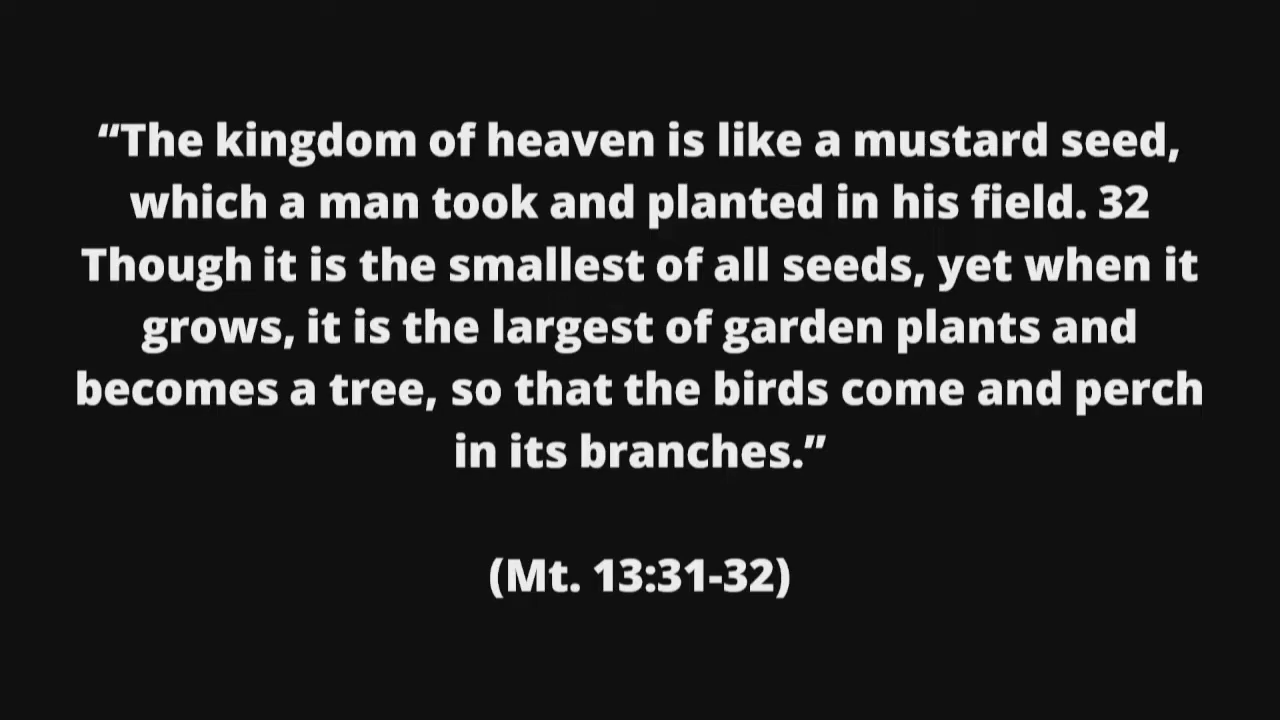 “The kingdom of heaven is like a mustard seed,
which a man took and planted in his field. 32
Though it is the smallest of all seeds, yet when it
grows, it is the largest of garden plants and
becomes a tree, so that the birds come and perch
in its branches.”
(Mt. 13:31-32)